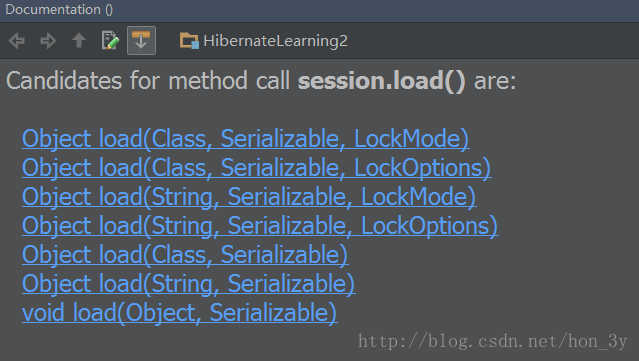 Documentation ()
HibernateLearning2
Candidates for method call session.load() are:
Object load(Class, Serializable, LockMode)
Object load(Class, Serializable, LockOptions)
Object load(String, Serializable, LockMode)
Object load(String, Serializable, LockOptions)
Object load(Class, Serializable)
Object load(String, Serializable)
void load(Object, Serializable)
http://blog.csdn.net/hon_3y